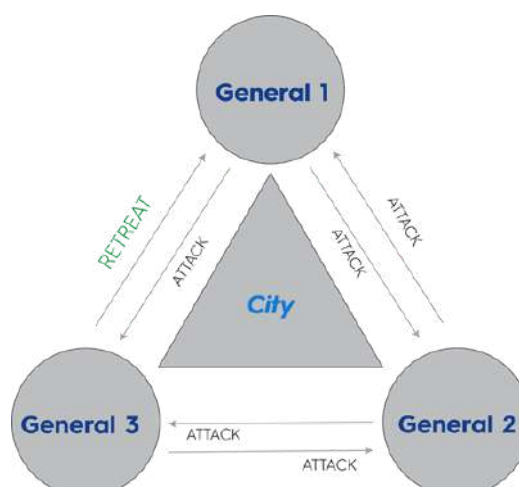 General 1
RETREAT
ATTACK
ATTACK
ATTACK
City
General 3
ATTACK
ATTACK
General 2